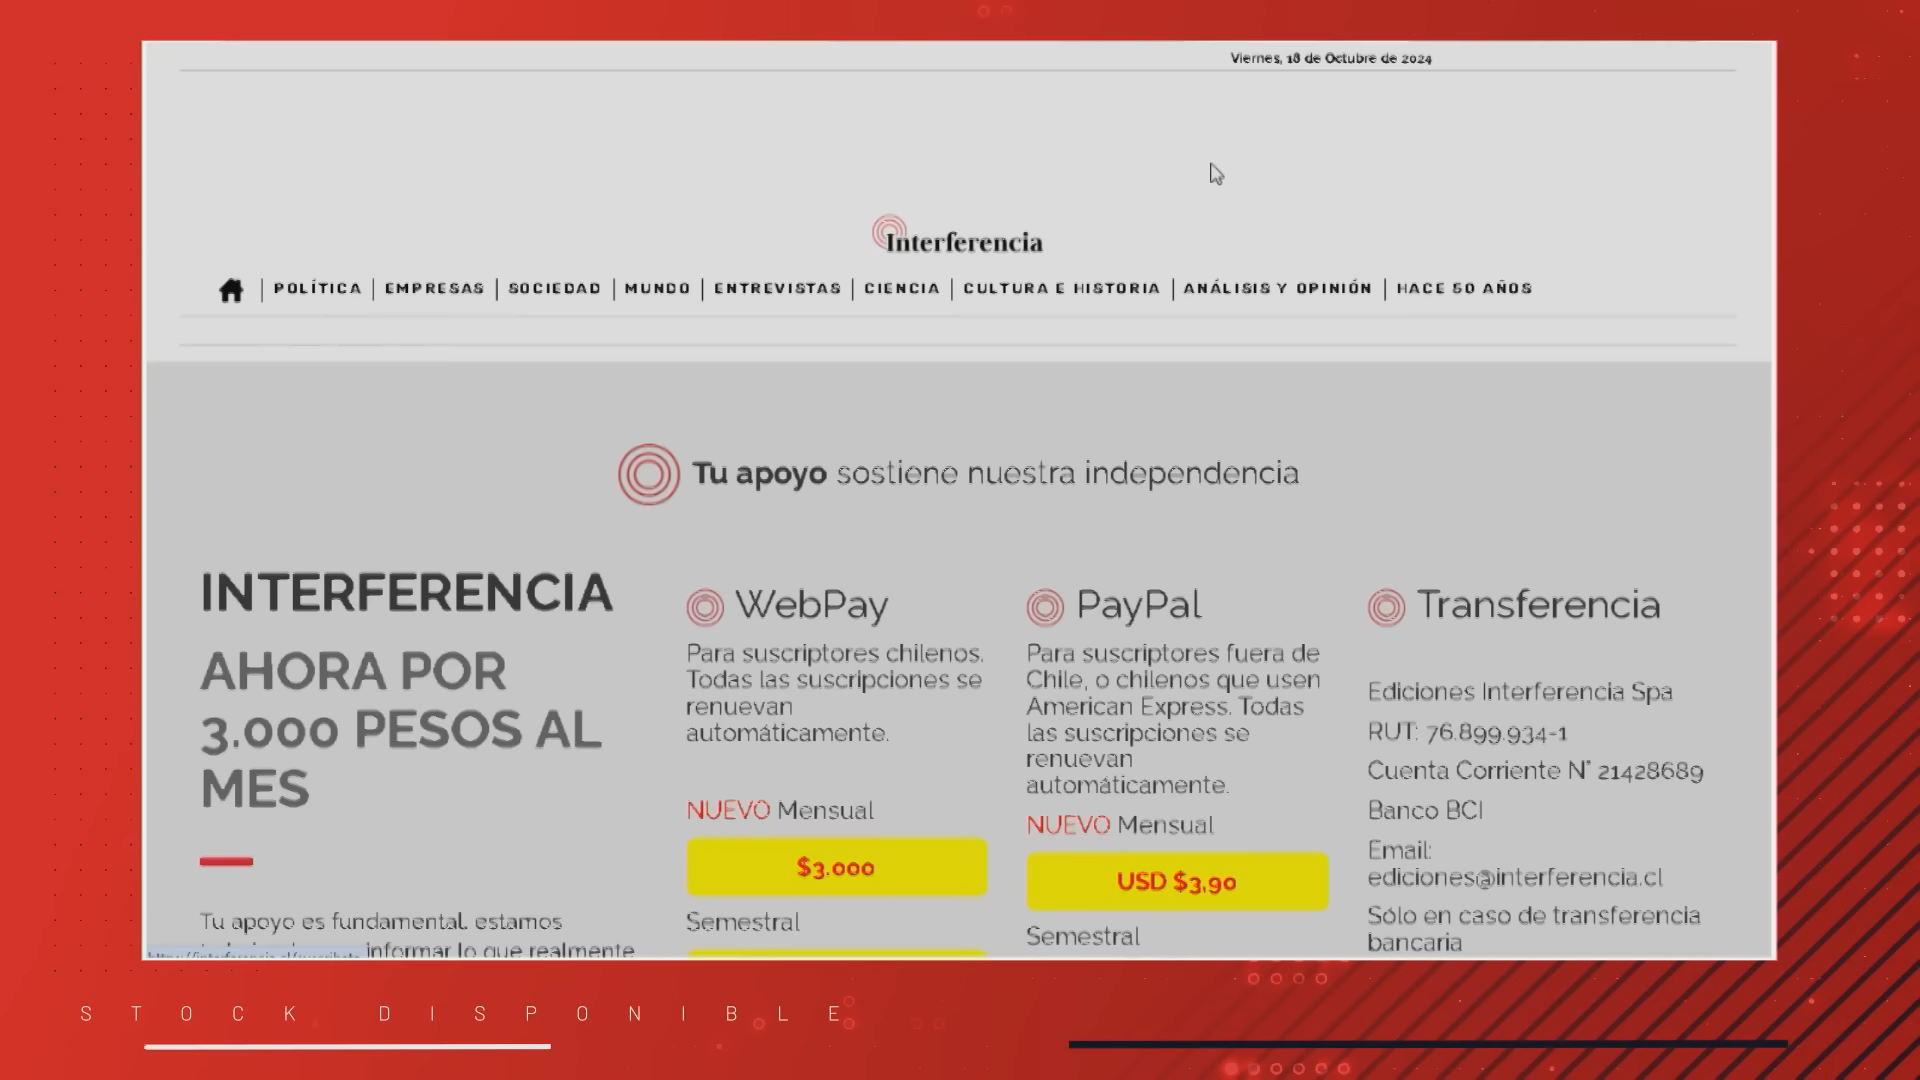 Viernes, 18 de Octubre de 2024
Interferencia
POLÍTICA | EMPRESAS | SOCIEDAD | MUNDO | ENTREVISTAS | CIENCIA | CULTURA E HISTORIA | ANÁLISIS Y OPINIÓN | HACE 50 AÑOS
Tu apoyo sostiene nuestra independencia
INTERFERENCIA
AHORA POR
3.000 PESOS AL
MES
Tu apoyo es fundamental. estamos
informar lo que realmente
WebPay
Para suscriptores chilenos.
Todas las suscripciones se
renuevan
automáticamente.
NUEVO Mensual
$3.000
Semestral
PayPal
Para suscriptores fuera de
Chile, o chilenos que usen
American Express. Todas
las suscripciones se
renuevan
automáticamente.
NUEVO Mensual
USD $3,90
Semestral
Transferencia
Ediciones Interferencia Spa
RUT: 76.899.934-1
Cuenta Corriente N° 21428689
Banco BCI
Email:
ediciones@interferencia.cl
Sólo en caso de transferencia
bancaria
STOCK DISPONIBLE